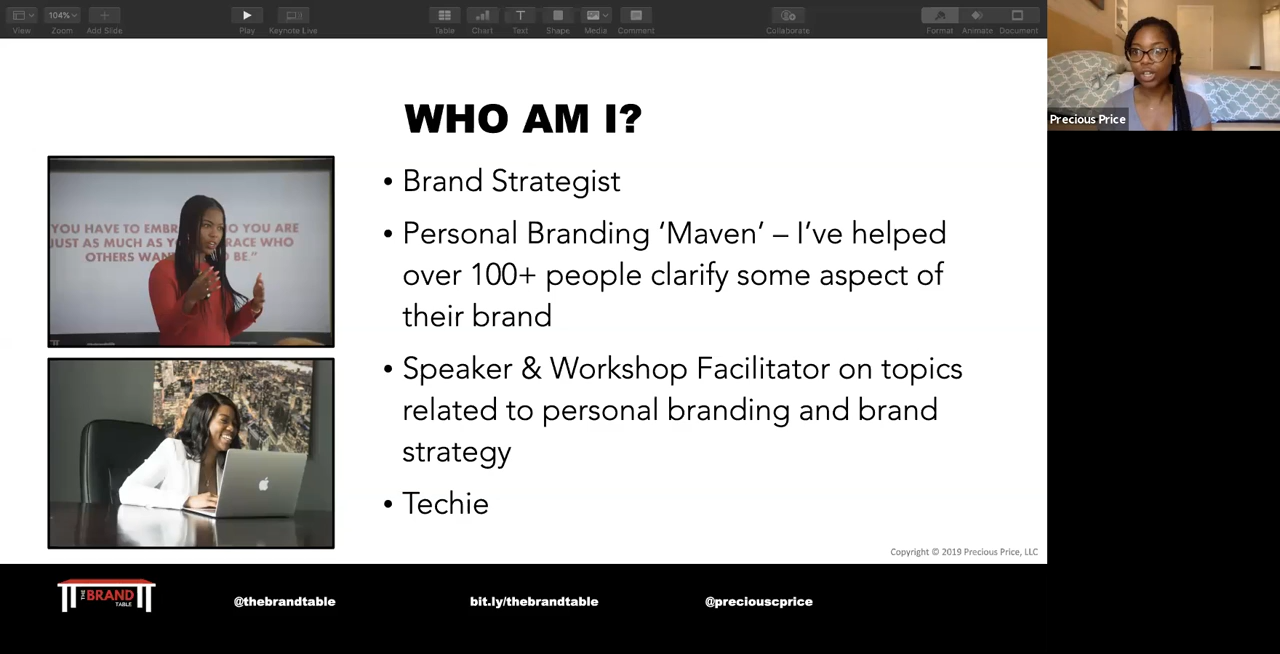 104%
View
Zoom
Add Slide
Play
Keynote Live
Table
Chart
Text
Shape
Media
Comment
Collaborate
Format
Animate
Document
Precious Price
WHO AM I?
YOU HAVE TO EMBR O YOU ARE
JUST AS MUCH AS YO RACE WHO
OTHERS WAN O BE.”
• Brand Strategist
• Personal Branding ‘Maven’ – I’ve helped
over 100+ people clarify some aspect of
their brand
• Speaker & Workshop Facilitator on topics
related to personal branding and brand
strategy
• Techie
Copyright © 2019 Precious Price, LLC
THE BRAND TABLE
@thebrandtable
bit.ly/thebrandtable
@preciouscprice